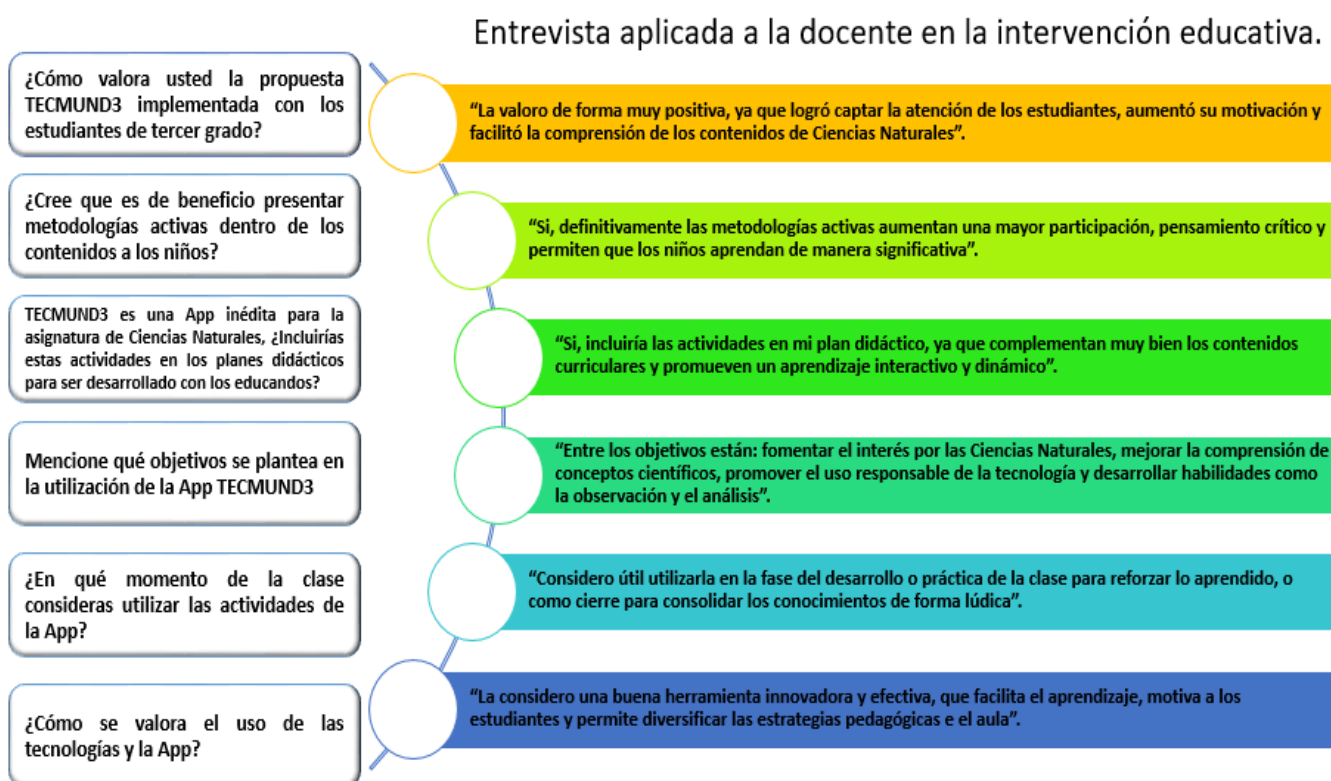 Entrevista aplicada a la docente en la intervención educativa.
¿Cómo valora usted la propuesta
TECMUND3 implementada con los
estudiantes de tercer grado?
“La valoro de forma muy positiva, ya que logró captar la atención de los estudiantes, aumentó su motivación y
facilitó la comprensión de los contenidos de Ciencias Naturales”.
¿Cree que es de beneficio presentar
metodologías activas dentro de los
contenidos a los niños?
“Si, definitivamente las metodologías activas aumentan una mayor participación, pensamiento crítico y
permiten que los niños aprendan de manera significativa”.
TECMUND3 es una App inédita para la
asignatura de Ciencias Naturales, ¿Incluirías
estas actividades en los planes didácticos
para ser desarrollado con los educandos?
“Si, incluiría las actividades en mi plan didáctico, ya que complementan muy bien los contenidos
curriculares y promueven un aprendizaje interactivo y dinámico”.
Mencione qué objetivos se plantea en
la utilización de la App TECMUND3
“Entre los objetivos están: fomentar el interés por las Ciencias Naturales, mejorar la comprensión de
conceptos científicos, promover el uso responsable de la tecnología y desarrollar habilidades como
la observación y el análisis”.
¿En qué momento de la clase
consideras utilizar las actividades de
la App?
“Considero útil utilizarla en la fase del desarrollo o práctica de la clase para reforzar lo aprendido, o
como cierre para consolidar los conocimientos de forma lúdica”.
¿Cómo se valora el uso de las
tecnologías y la App?
“La considero una buena herramienta innovadora y efectiva, que facilita el aprendizaje, motiva a los
estudiantes y permite diversificar las estrategias pedagógicas e el aula”.